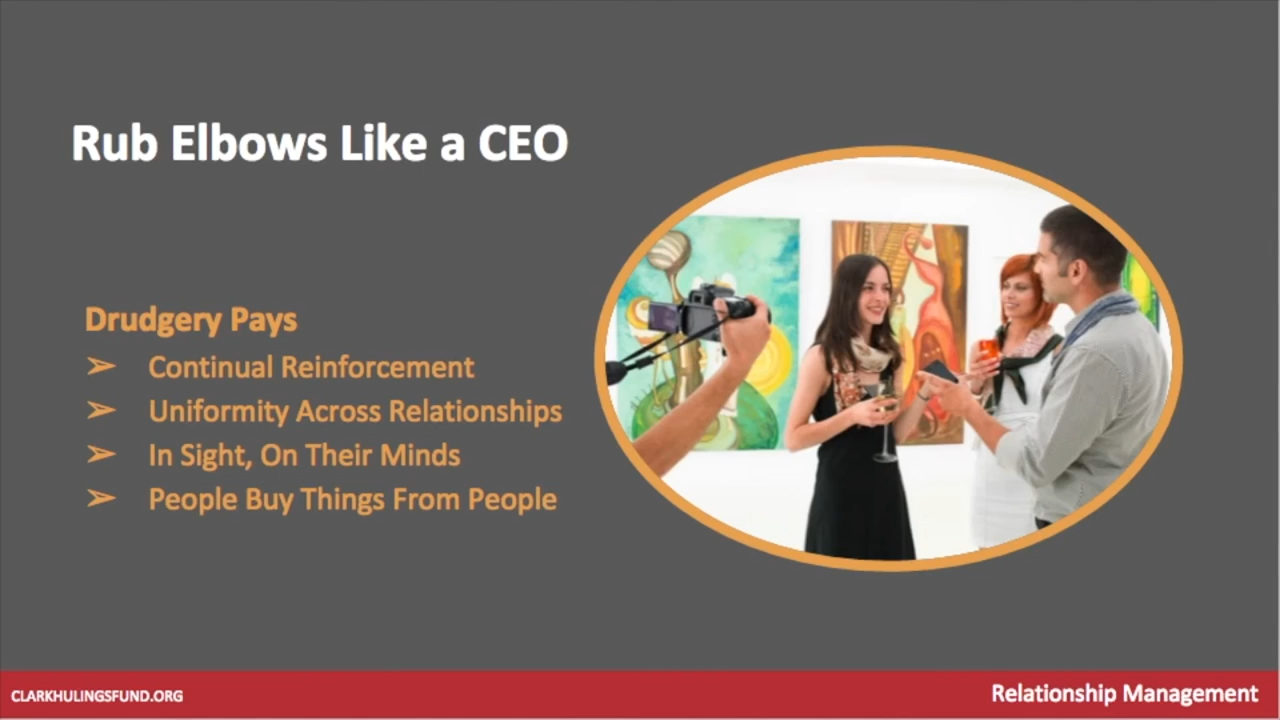 Rub Elbows Like a CEO
Drudgery Pays
➢ Continual Reinforcement
➢ Uniformity Across Relationships
➢ In Sight, On Their Minds
➢ People Buy Things From People
CLARKHULINGSFUND.ORG
Relationship Management